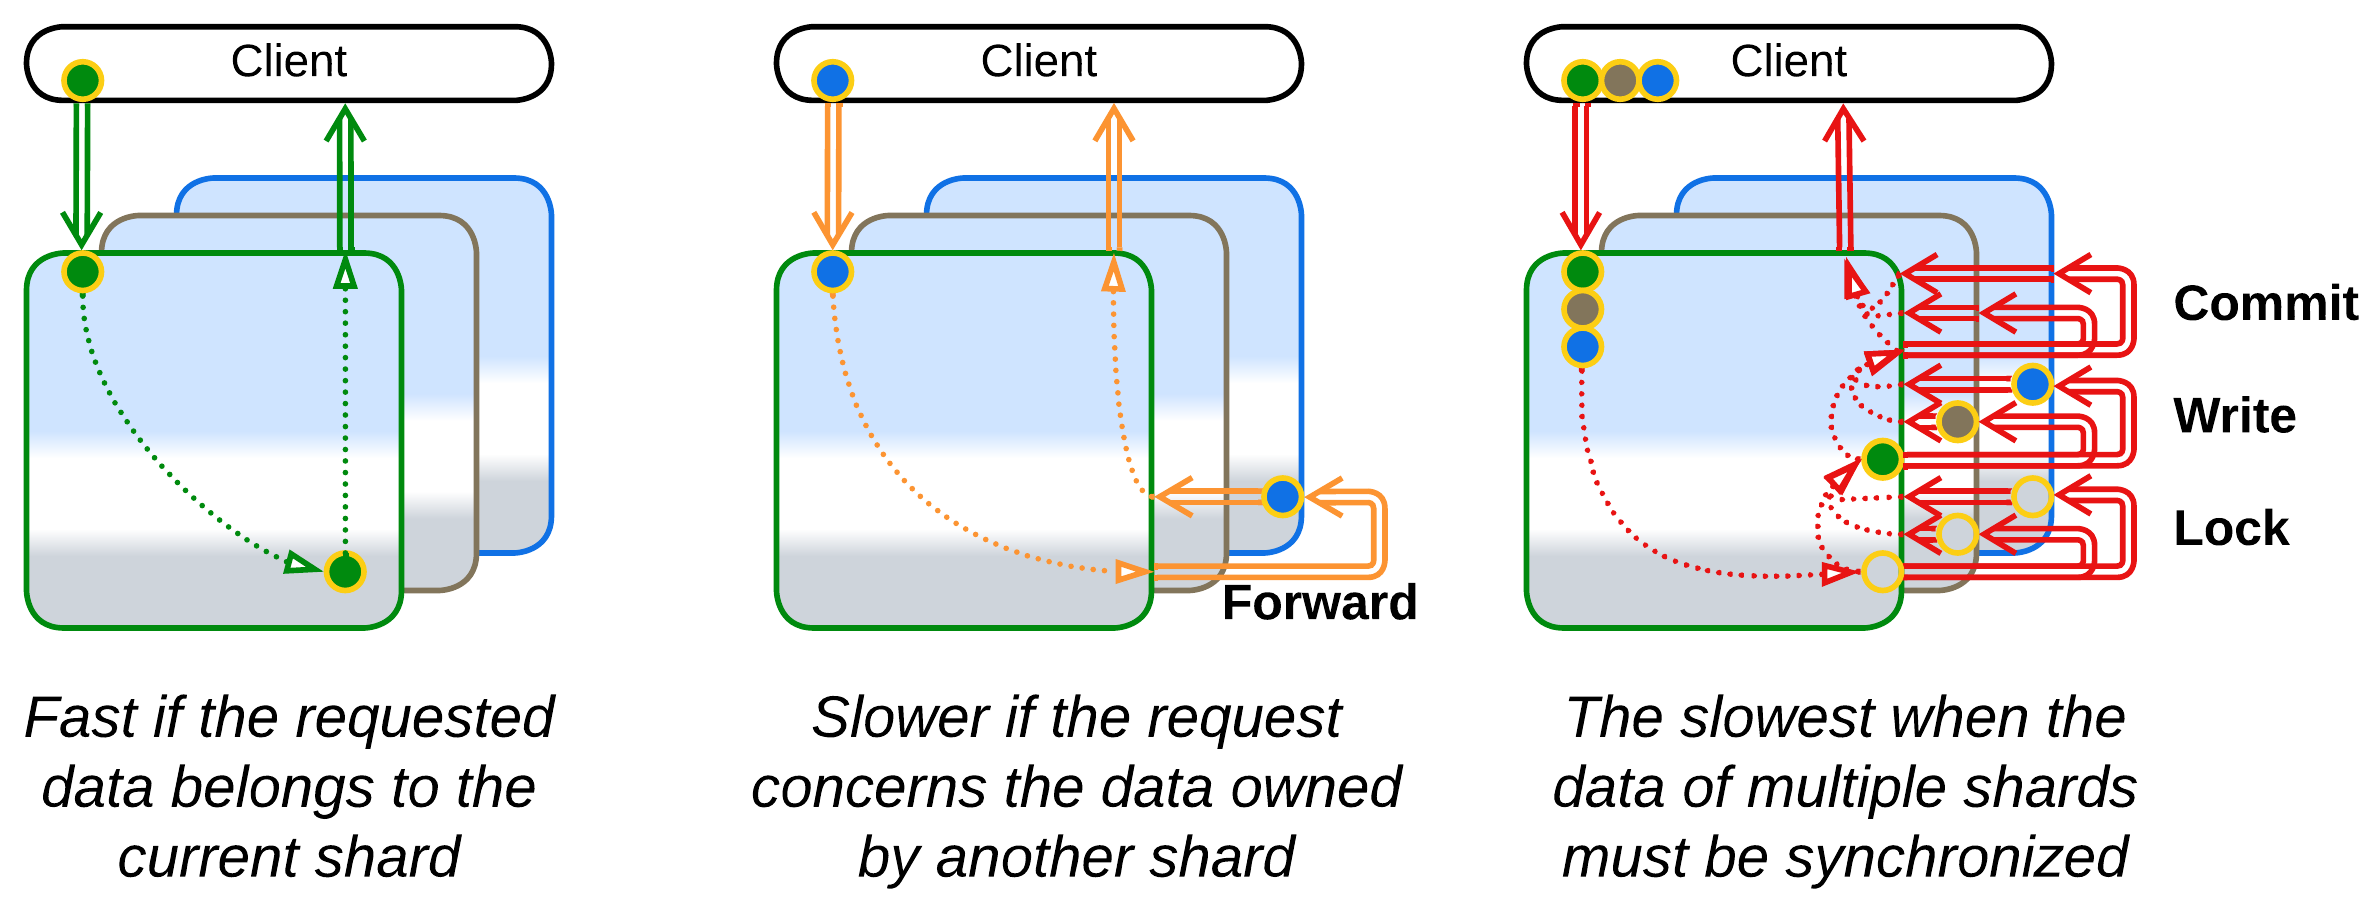 Client
Client
Client
Commit
Write
Lock
Forward
Fast if the requested
data belongs to the
current shard
Slower if the request
concerns the data owned
by another shard
The slowest when the
data of multiple shards
must be synchronized